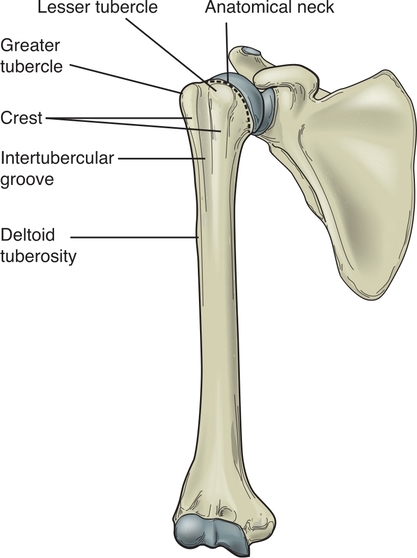 Lesser tubercle
Anatomical neck
Greater
tubercle
Crest
Intertubercular
groove
Deltoid
tuberosity